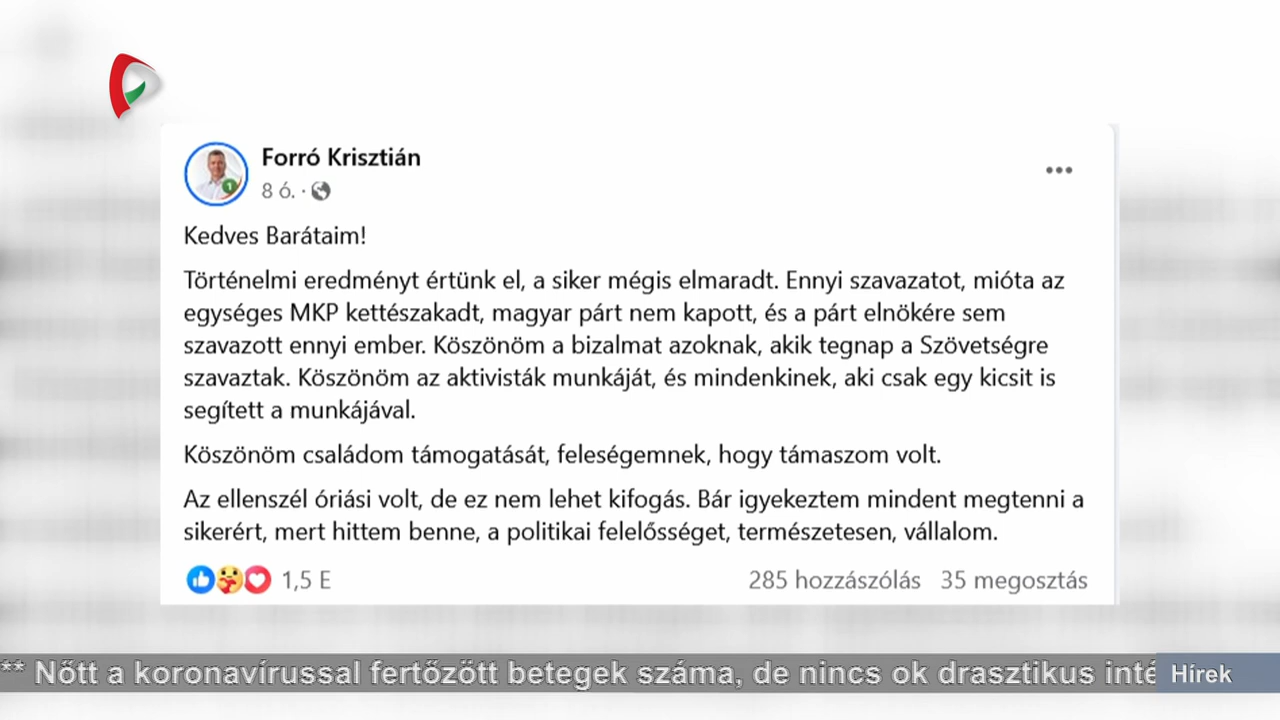 Forró Krisztián
8 ó. ·
Kedves Barátaim!
Történelmi eredményt értünk el, a siker mégis elmaradt. Ennyi szavazatot, mióta az
egységes MKP kettészakadt, magyar párt nem kapott, és a párt elnökére sem
szavazott ennyi ember. Köszönöm a bizalmat azoknak, akik tegnap a Szövetségre
szavaztak. Köszönöm az aktivisták munkáját, és mindenkinek, aki csak egy kicsit is
segített a munkájával.
Köszönöm családom támogatását, feleségemnek, hogy támaszom volt.
Az ellenszél óriási volt, de ez nem lehet kifogás. Bár igyekeztem mindent megtenni a
sikerért, mert hittem benne, a politikai felelősséget, természetesen, vállalom.
1,5 E 285 hozzászólás 35 megosztás
** Nőtt a koronavírussal fertőzött betegek száma, de nincs ok drasztikus inté Hírek